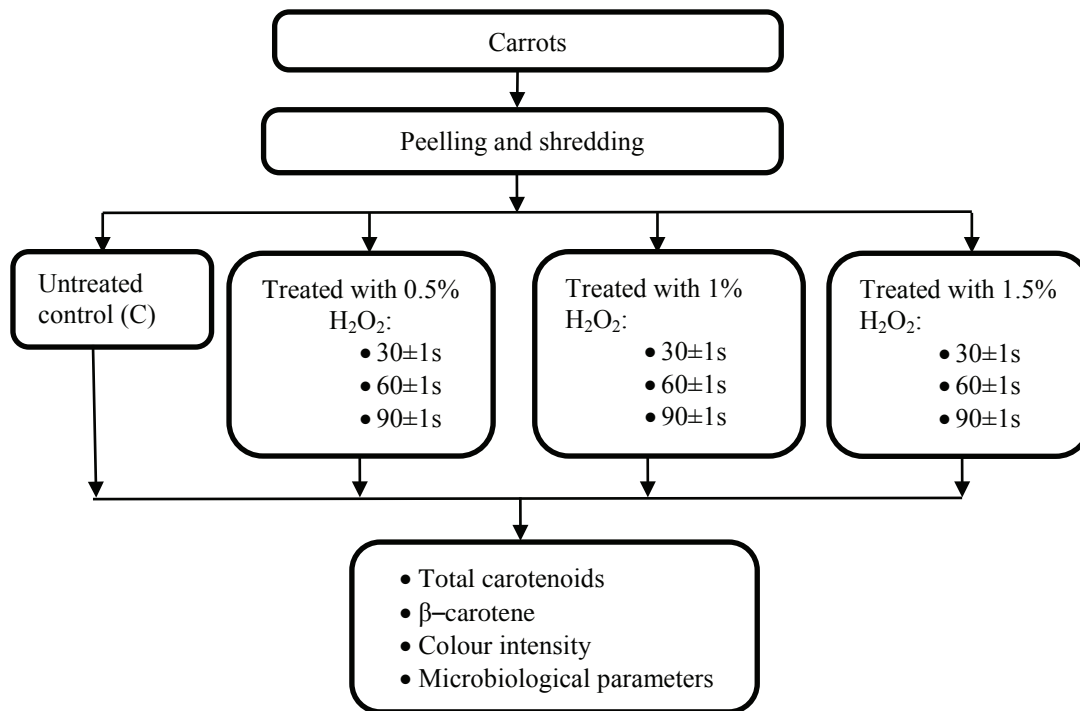 Carrots
Peelling and shredding
Untreated
control (C)
Treated with 0.5%
H₂O₂:
• 30±1s
• 60±1s
• 90±1s
Treated with 1%
H₂O₂:
• 30±1s
• 60±1s
• 90±1s
Treated with 1.5%
H₂O₂:
• 30±1s
• 60±1s
• 90±1s
• Total carotenoids
• β–carotene
• Colour intensity
• Microbiological parameters